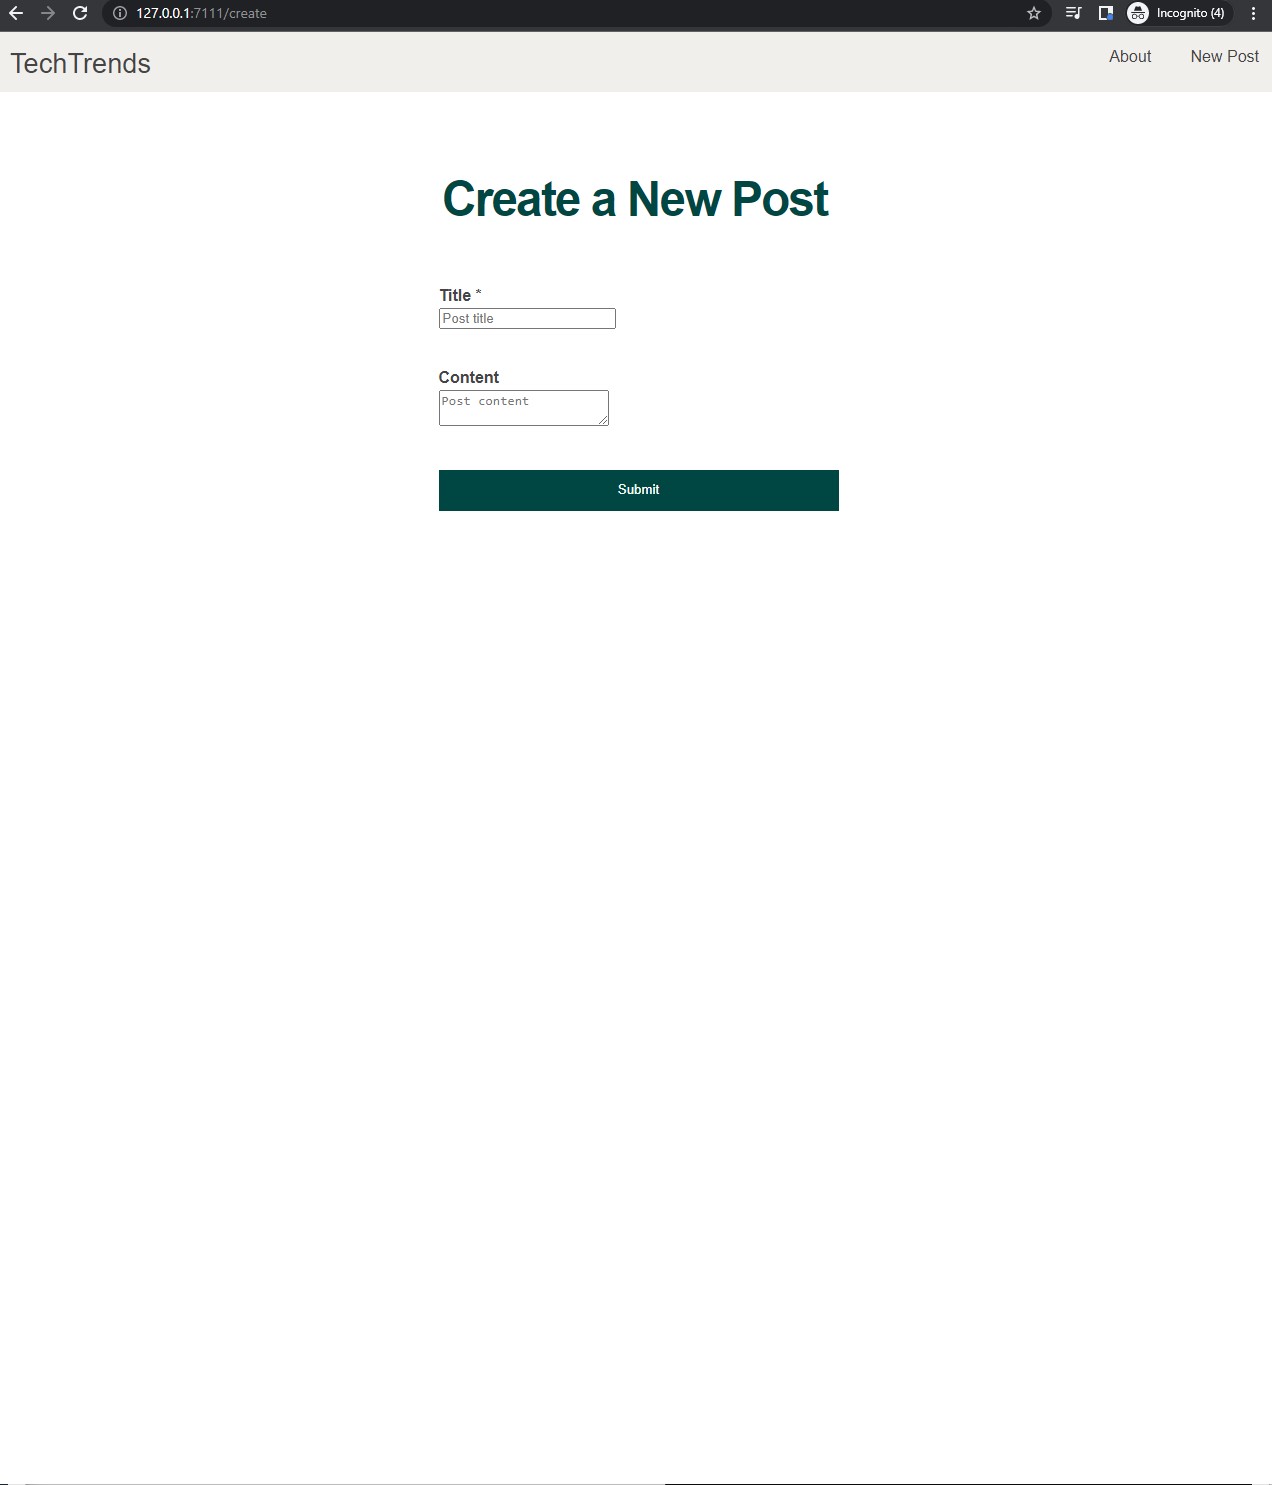 127.0.0.1:7111/create
Incognito (4)
TechTrends
About
New Post
Create a New Post
Title *
Post title
Content
Post content
Submit